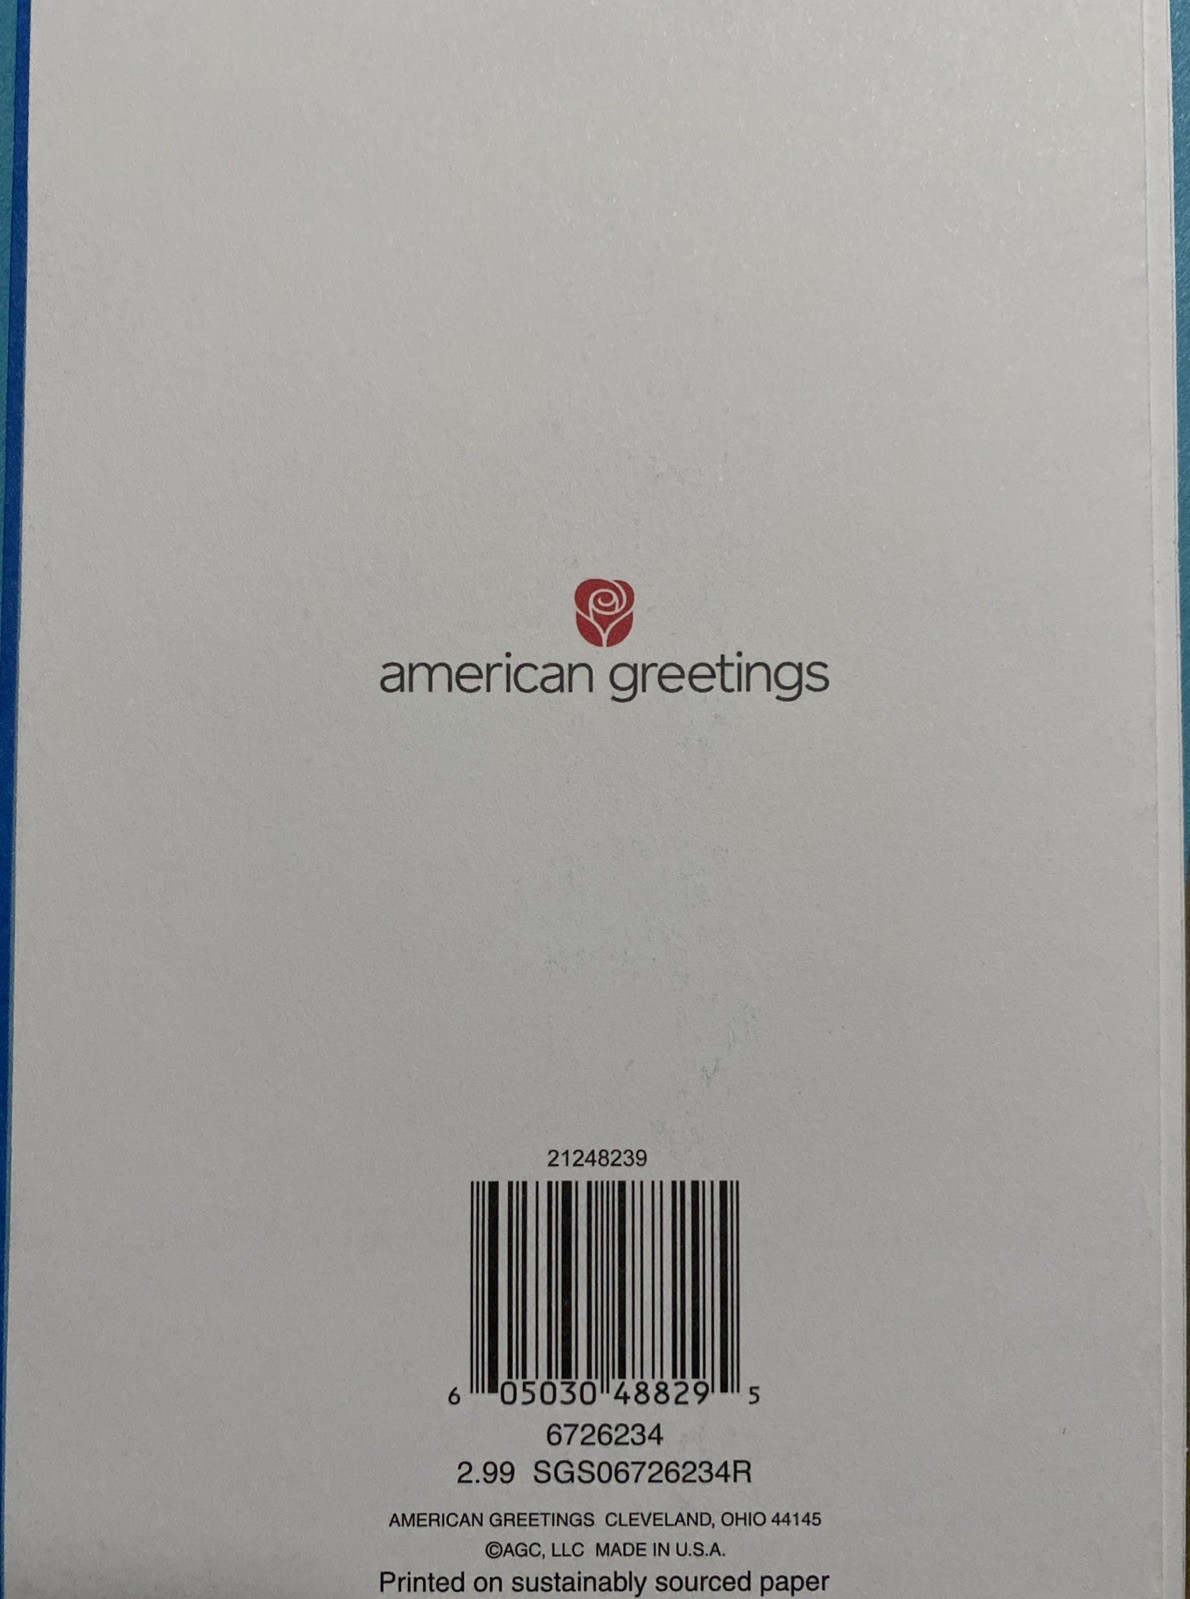 american greetings
21248239
6 05030 48829 5
6726234
2.99 SGS06726234R
AMERICAN GREETINGS CLEVELAND, OHIO 44145
©AGC, LLC MADE IN U.S.A.
Printed on sustainably sourced paper